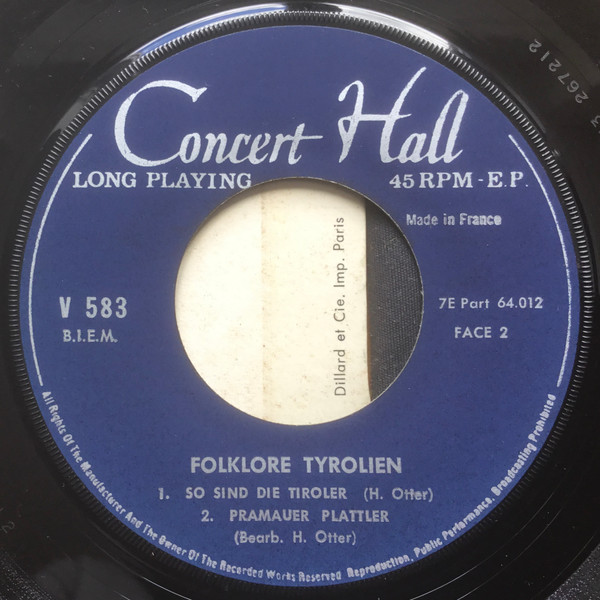 Concert Hall
LONG PLAYING
45 RPM - E.P.
Made in France
V 583
B.I.E.M.
7E Part 64.012
FACE 2
Dillard et Cie. Imp. Paris
FOLKLORE TYROLIEN
1. SO SIND DIE TIROLER (H. Otter)
2. PRAMAUER PLATTLER
(Bearb. H. Otter)
All Rights Of The Manufacturer And The Owner Of The Recorded Works Reserved Reproduction, Public Performance, Broadcasting Prohibited
267212